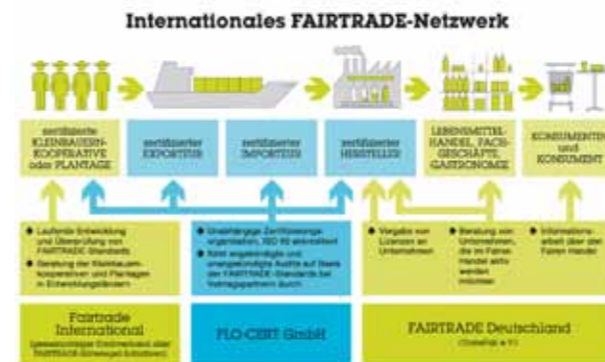 Internationales FAIRTRADE-Netzwerk
zertifizierte
KLEINBAUERN-
KOOPERATIVE
oder PLANTAGE
zertifizierter
EXPORTEUR
zertifizierter
IMPORTEUR
zertifizierter
HERSTELLER
LEBENSMITTEL-
HANDEL, FACH-
GESCHÄFTE,
GASTRONOMIE
KONSUMENTIN
und
KONSUMENT
Laufende Entwicklung
und Überprüfung von
FAIRTRADE-Standards
Beratung der Kleinbauern-
kooperativen und Plantagen
in Entwicklungsländern
Unabhängige Zertifizierungs-
organisation, ISO 65 akkreditiert
führt angekündigte und
unangekündigte Audits auf Basis
der FAIRTRADE-Standards bei
Vertragspartnern durch
Vergabe von
Lizenzen an
Unternehmen
Beratung von
Unternehmen,
die im Fairen
Handel aktiv
werden
möchten
Informations-
arbeit über den
Fairen Handel
Fairtrade
International
FLO-CERT GmbH
FAIRTRADE Deutschland
(TransFair e.V.)